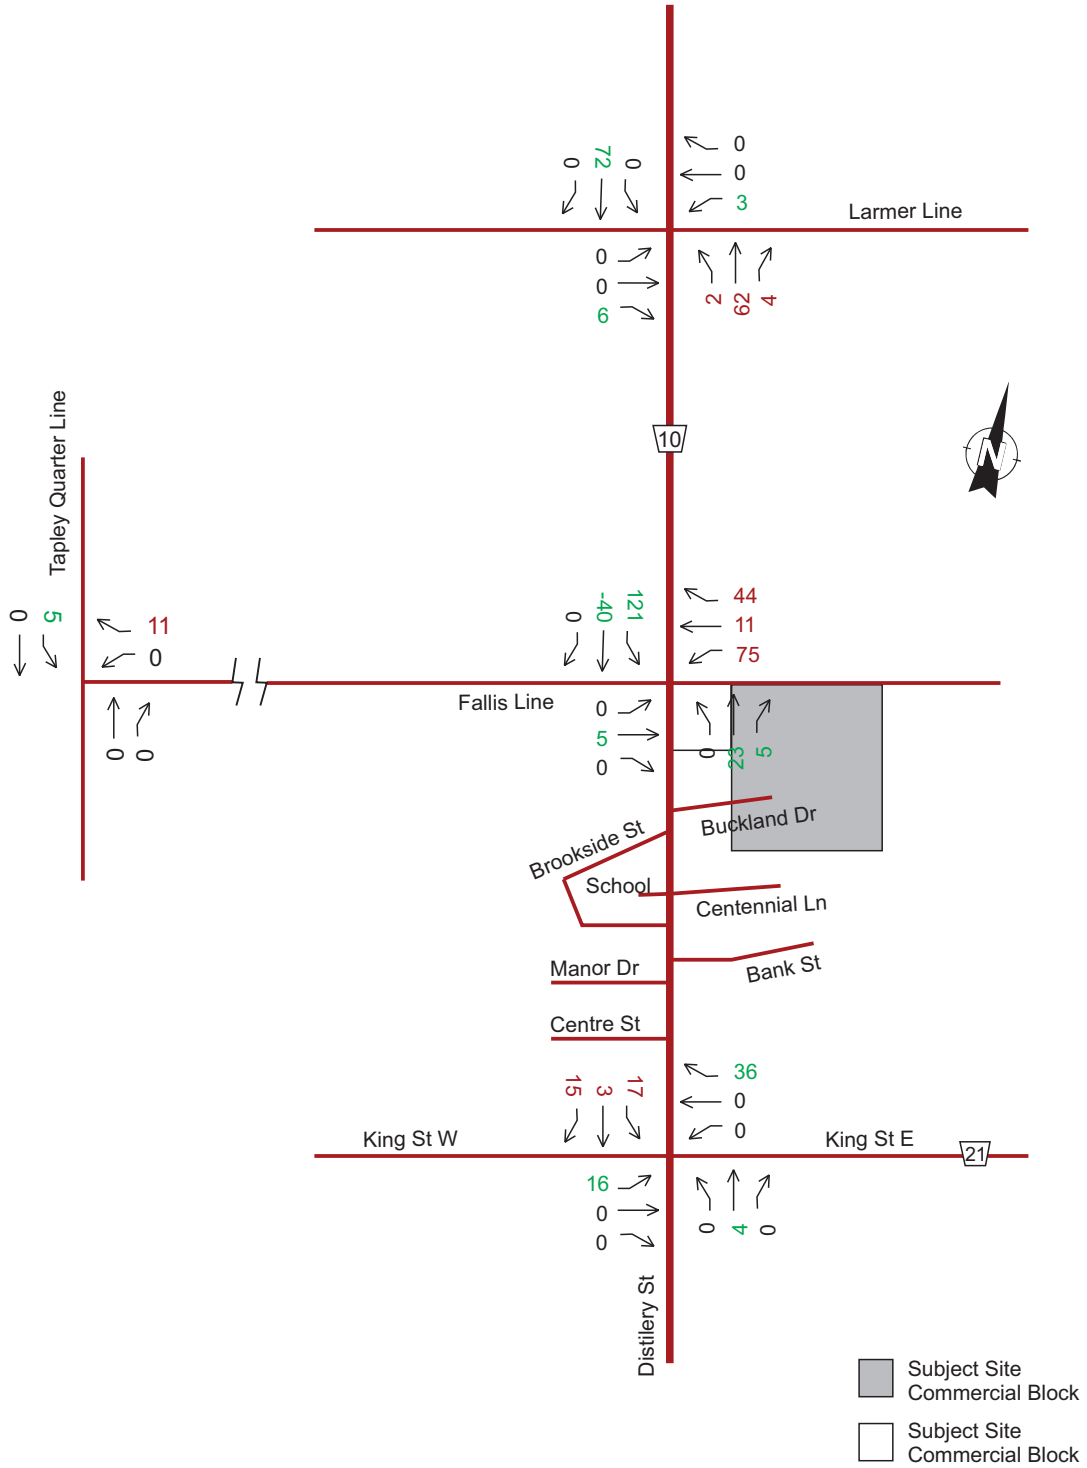 0
72
0
0
0
3
Larmer Line
0
0
6
2
62
4
10
N
Tapley Quarter Line
0
5
11
0
0
0
0
-40
121
44
11
75
Fallis Line
0
5
0
0
23
5
Buckland Dr
Brookside St
School
Centennial Ln
Bank St
Manor Dr
Centre St
15
3
17
36
0
0
King St W
King St E
21
16
0
0
0
4
0
Distilery St
Subject Site
Commercial Block
Subject Site
Commercial Block